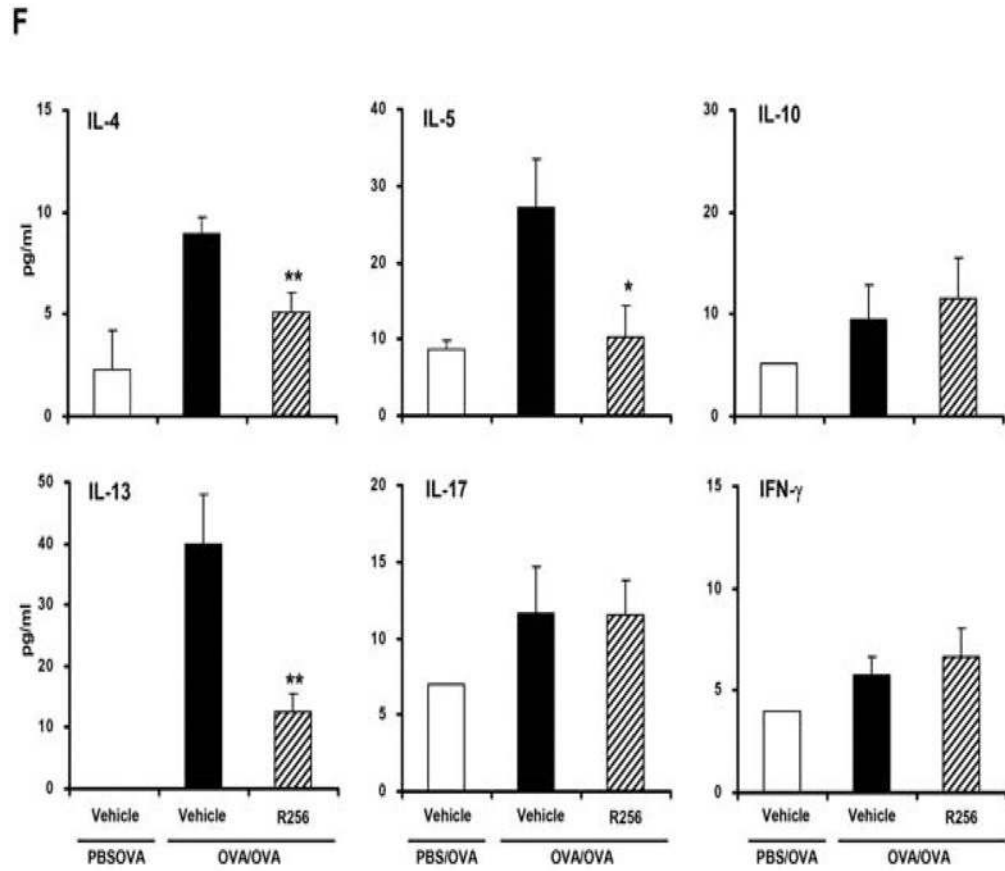 F
IL-4
15
10
5
0
pg/ml
**
IL-5
40
30
20
10
0
*
IL-10
30
20
10
0
IL-13
50
40
30
20
10
0
pg/ml
**
Vehicle Vehicle R256
PBSOVA OVA/OVA
IL-17
20
15
10
5
0
Vehicle Vehicle R256
PBS/OVA OVA/OVA
IFN-γ
15
10
5
0
Vehicle Vehicle R256
PBS/OVA OVA/OVA